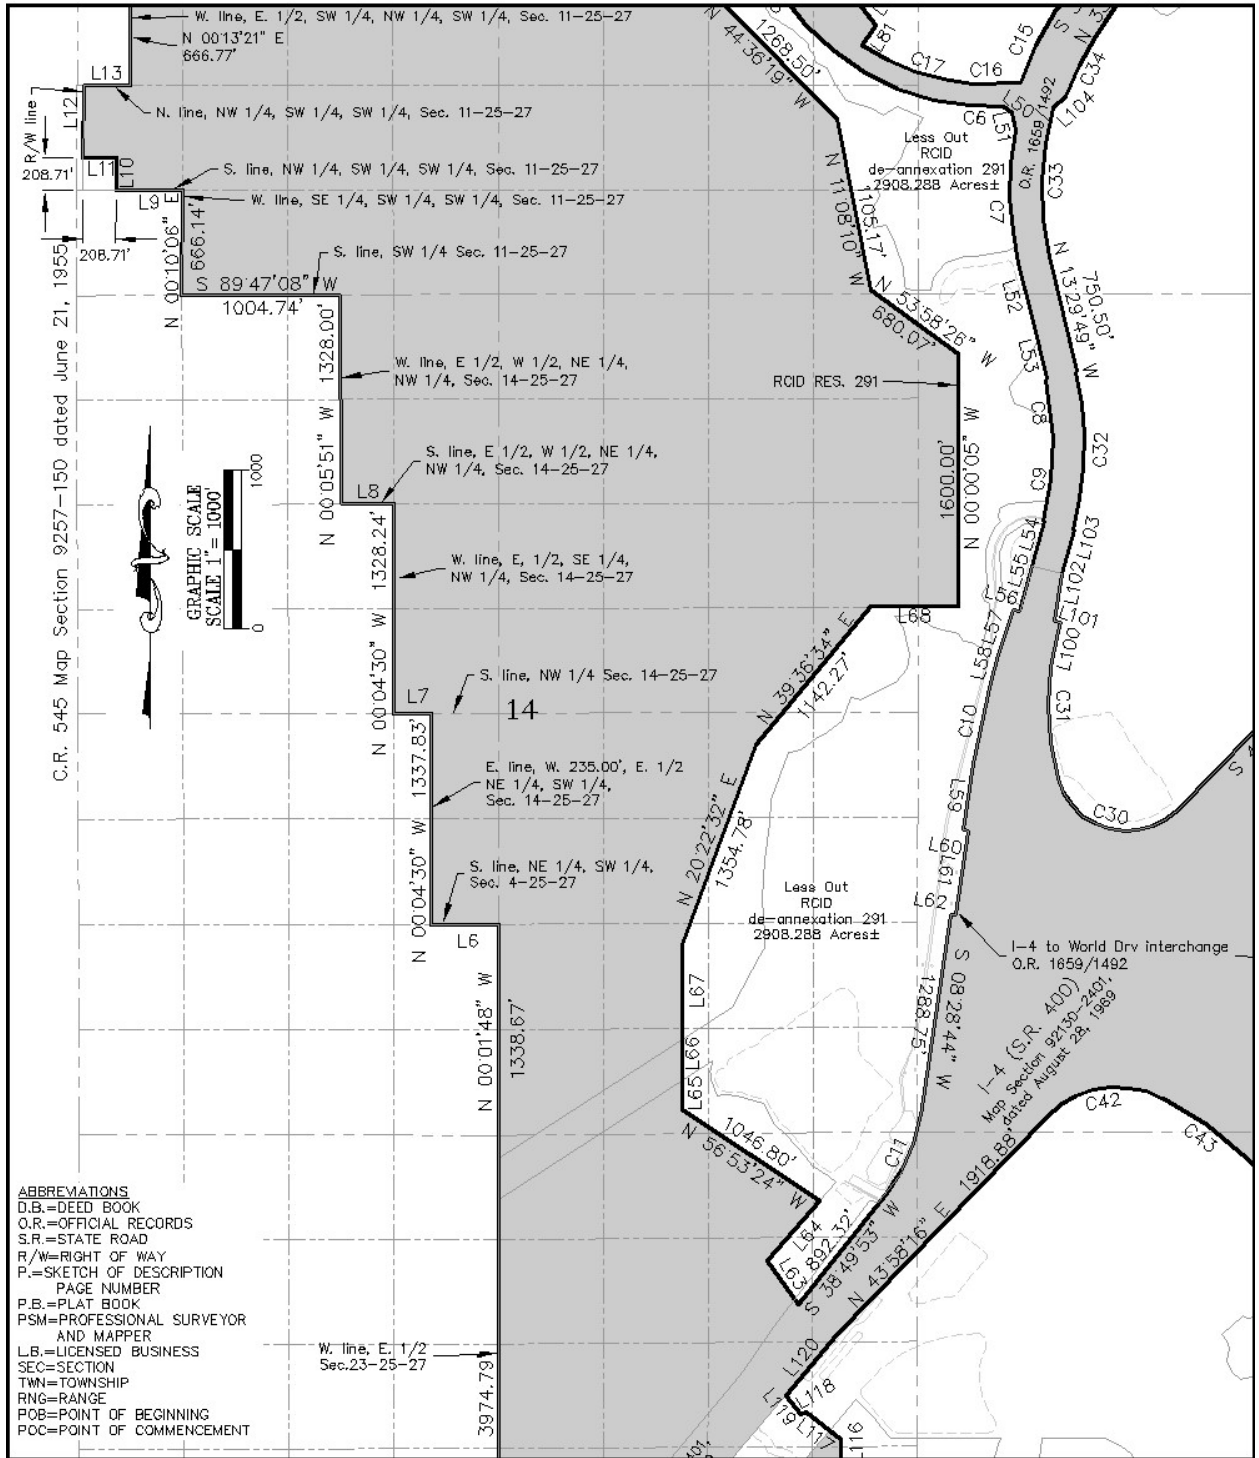 W. line, E. 1/2, SW 1/4, NW 1/4, SW 1/4, Sec. 11-25-27
N 00°13'21" E
666.77'
L13
N. line, NW 1/4, SW 1/4, SW 1/4, Sec. 11-25-27
R/W line
L12
L11
L10
208.71'
S. line, NW 1/4, SW 1/4, SW 1/4, Sec. 11-25-27
L9
W. line, SE 1/4, SW 1/4, SW 1/4, Sec. 11-25-27
208.71'
N 00°10'06" E
666.14'
S. line, SW 1/4 Sec. 11-25-27
S 89°47'08" W
1004.74'
C.R. 545 Map Section 9257-150 dated June 21, 1955
1328.00'
N 00°05'51" W
W. line, E 1/2, W 1/2, NE 1/4,
NW 1/4, Sec. 14-25-27
S. line, E 1/2, W 1/2, NE 1/4,
NW 1/4, Sec. 14-25-27
L8
GRAPHIC SCALE
SCALE 1"= 1000'
0
1000
1328.24'
N 00°04'30" W
W. line, E, 1/2, SE 1/4,
NW 1/4, Sec. 14-25-27
S. line, NW 1/4 Sec. 14-25-27
L7
14
1337.83'
N 00°04'30" W
E. line, W. 235.00', E. 1/2
NE 1/4, SW 1/4,
Sec. 14-25-27
S. line, NE 1/4, SW 1/4,
Sec. 4-25-27
L6
N 00°01'48" W
1338.67'
W. line, E. 1/2
Sec.23-25-27
3974.79
N 44°36'19" W
1268.50'
L81
C17
C16
C15
S
N 3
C34
L50
L104
C6
L51
O.R. 1659/1492
Less Out
RCID
de-annexation 291
2908.288 Acres±
C33
C7
N 11°08'10" W
1105.17'
N 53°58'26" W
680.07'
L52
L53
750.50'
N 13°29'49" W
RCID RES. 291
C8
C32
C9
1600.00'
N 00°00'05" W
L54
L55
L103
L102
L56
L101
L68
L57
L58
L100
N 39°36'34" E
1142.27'
C10
C31
N 20°22'32" E
1354.78'
L59
C30
S 4
L60
L61
L62
Less Out
RCID
de-annexation 291
2908.288 Acres±
I-4 to World Drv interchange
O.R. 1659/1492
S 08°28'44" W
1288.75'
I-4 (S.R. 400)
Map Section 92130-2401,
dated August 28, 1969
L67
L66
L65
N 56°53'24" W
1046.80'
C42
C43
C11
1918.88'
N 43°58'16" E
L64
L63
892.32'
S 38°49'53" W
L120
L118
L119
L117
L116
401,
ABBREVIATIONS
D.B.=DEED BOOK
O.R.=OFFICIAL RECORDS
S.R.=STATE ROAD
R/W=RIGHT OF WAY
P.=SKETCH OF DESCRIPTION
PAGE NUMBER
P.B.=PLAT BOOK
PSM=PROFESSIONAL SURVEYOR
AND MAPPER
L.B.=LICENSED BUSINESS
SEC=SECTION
TWN=TOWNSHIP
RNG=RANGE
POB=POINT OF BEGINNING
POC=POINT OF COMMENCEMENT